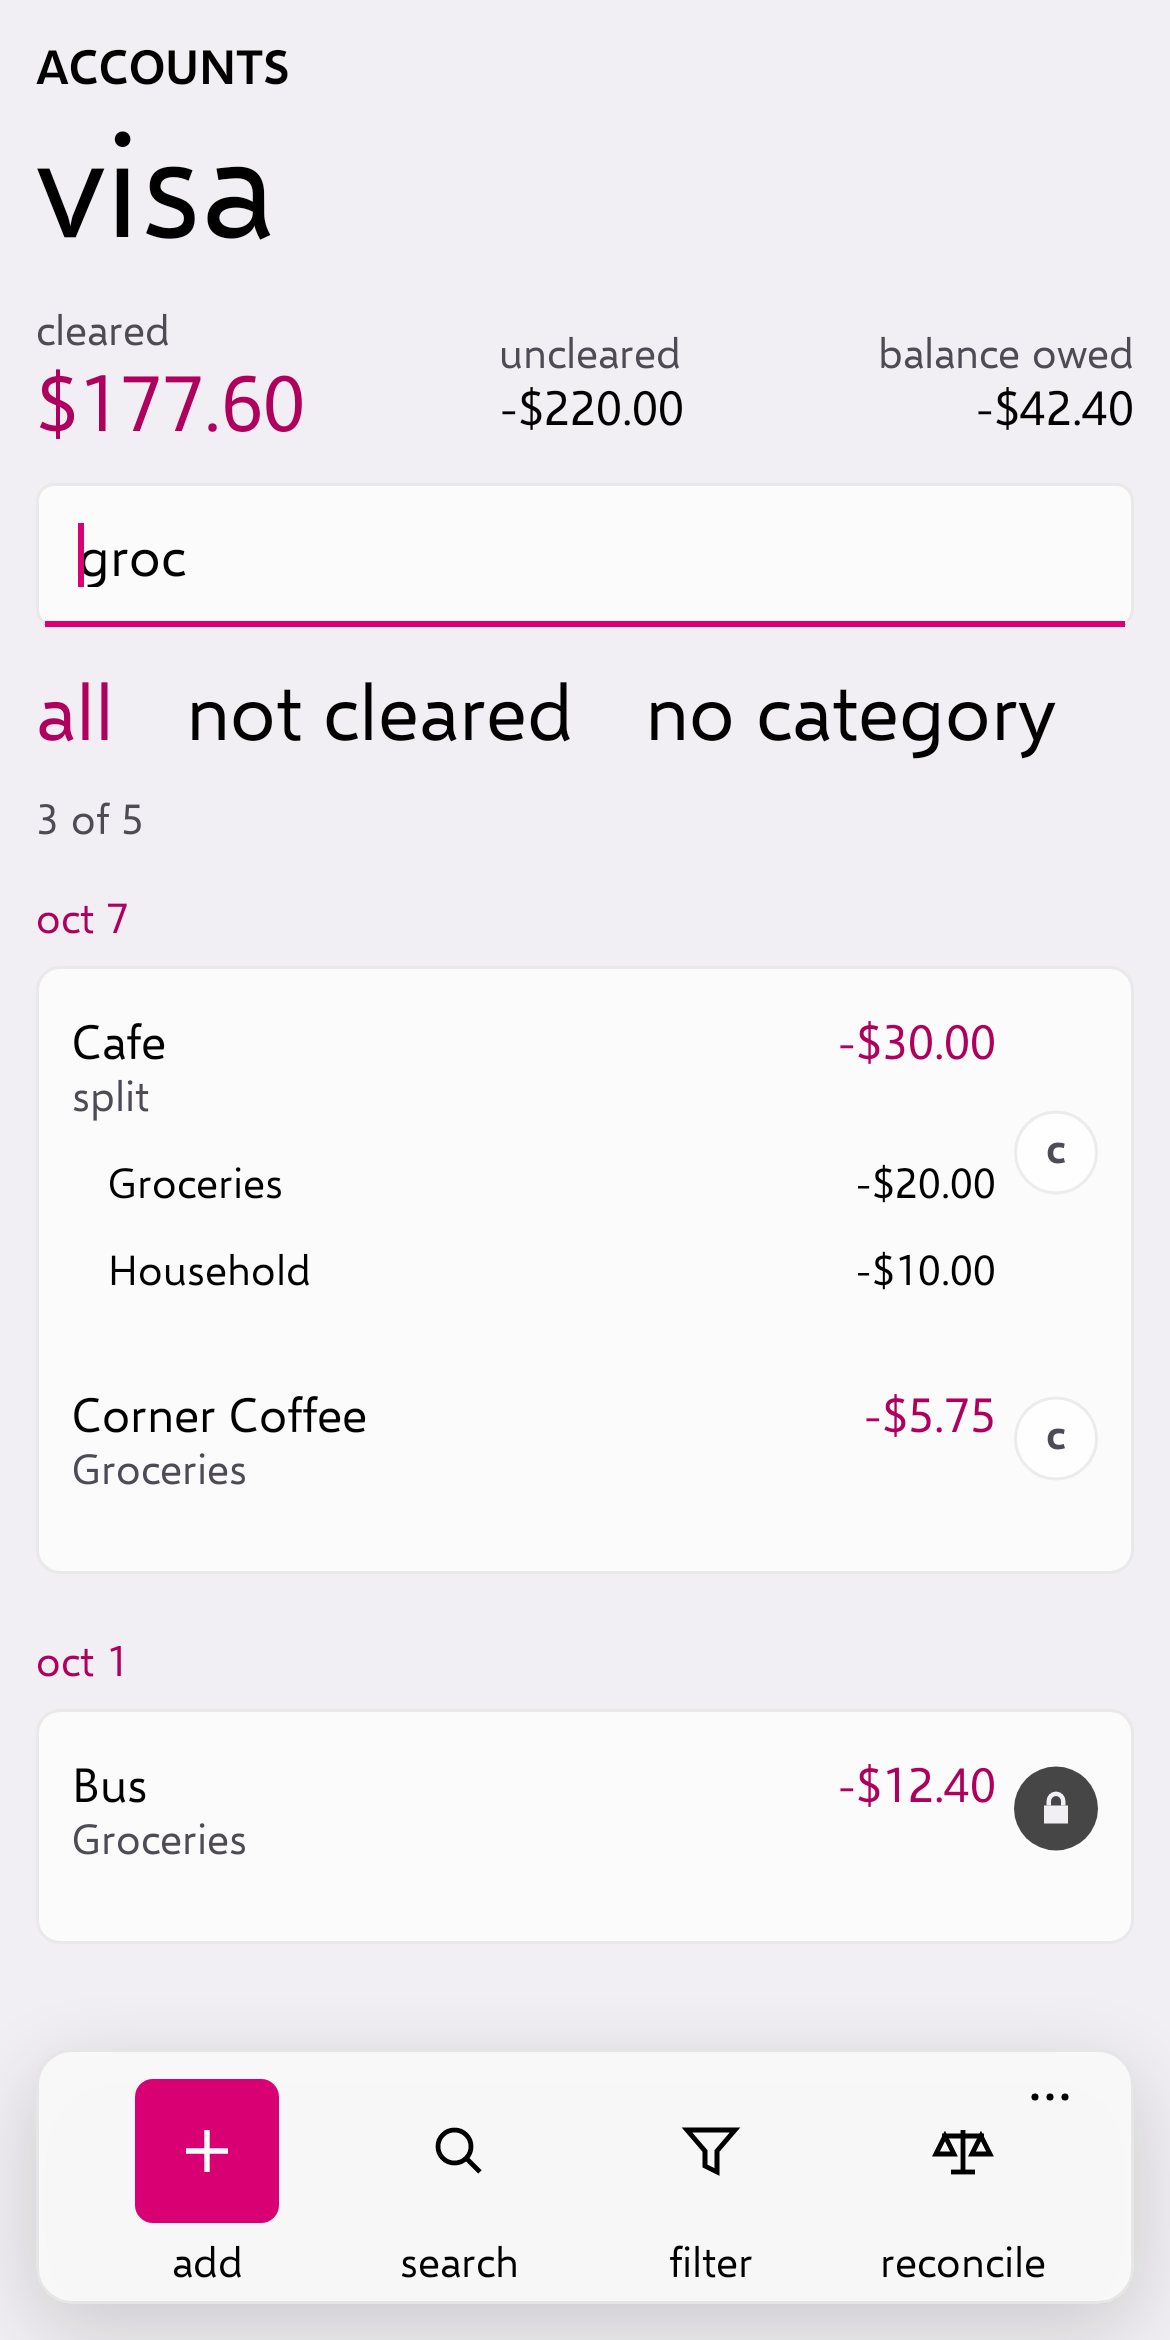 ACCOUNTS
visa
cleared
$177.60
uncleared
-$220.00
balance owed
-$42.40
groc
all not cleared no category
3 of 5
oct 7
Cafe -$30.00
split
c
Groceries -$20.00
Household -$10.00
Corner Coffee -$5.75
c
Groceries
oct 1
Bus -$12.40
Groceries
add search filter reconcile